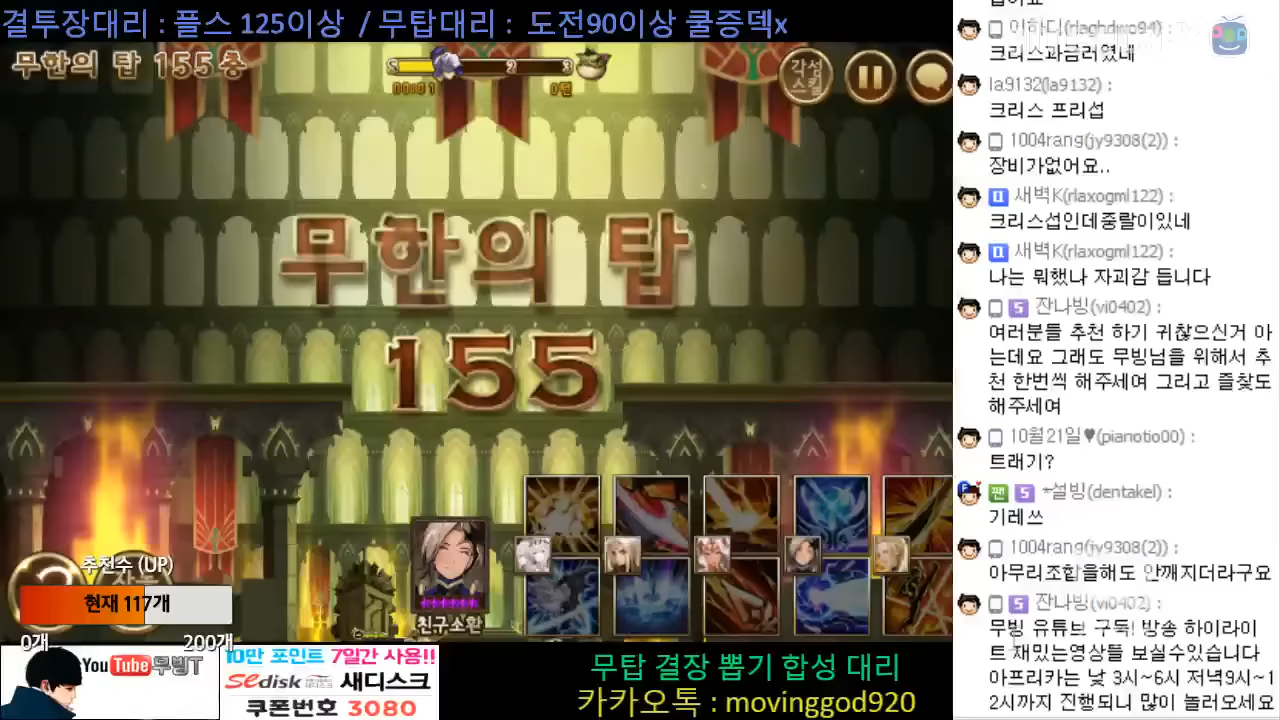 결투장대리 : 플스 125이상 / 무탑대리 : 도전90이상 쿨증덱x
무한의 탑 155층
각성
스킬
무한의 탑
155
친구소환
추천수 (UP)
현재 117개
0개
200개
You Tube 무빙T
10만 포인트 7일간 사용!!
Sedisk 새디스크
쿠폰번호 3080
무탑 결장 뽑기 합성 대리
카카오톡 : movinggod920
크리스과금러였네
la9132(la9132) :
크리스 프리섭
1004rang(jy9308(2)) :
장비가없어요..
새벽K(rlaxogml122) :
크리스섭인데중랄이있네
새벽K(rlaxogml122) :
나는 뭐했나 자괴감 듭니다
5 잔나빙(vi0402) :
여러분들 추천 하기 귀찮으신거 아
는데요 그래도 무빙님을 위해서 추
천 한번씩 해주세여 그리고 즐찾도
해주세여
10월21일♥(pianotio00) :
트래기?
팬 5 *설빙(dentakel) :
기레쓰
1004rang(jy9308(2)) :
아무리조합을해도 안깨지더라구요
5 잔나빙(vi0402) :
무빙 유튜브 구독! 방송 하이라이
트 재밌는영상들 보실수있습니다
아프리카는 낮 3시~6시 저녁9시~1
2시까지 진행되니 많이 놀러오세요